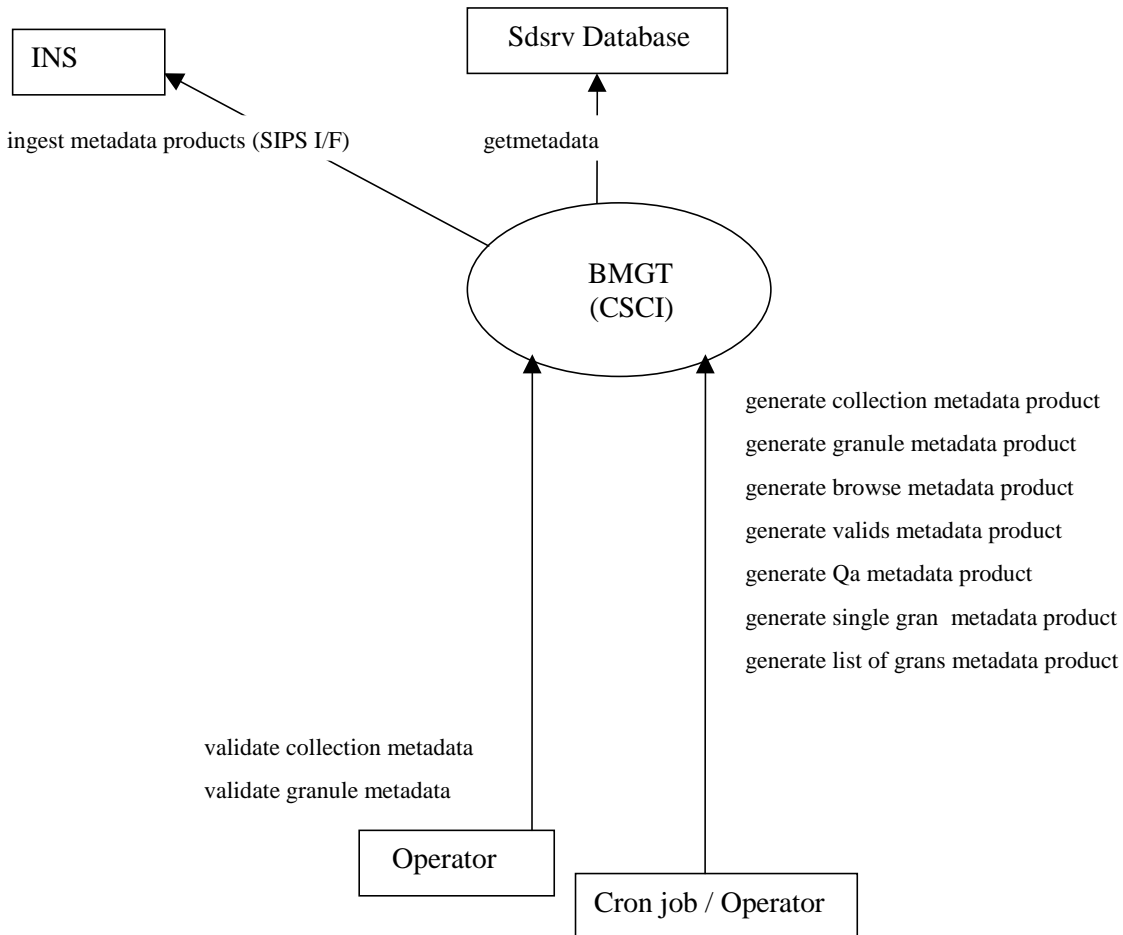 INS
Sdsrv Database
ingest metadata products (SIPS I/F)
getmetadata
BMGT
(CSCI)
generate collection metadata product
generate granule metadata product
generate browse metadata product
generate valids metadata product
generate Qa metadata product
generate single gran  metadata product
generate list of grans metadata product
validate collection metadata
validate granule metadata
Operator
Cron job / Operator